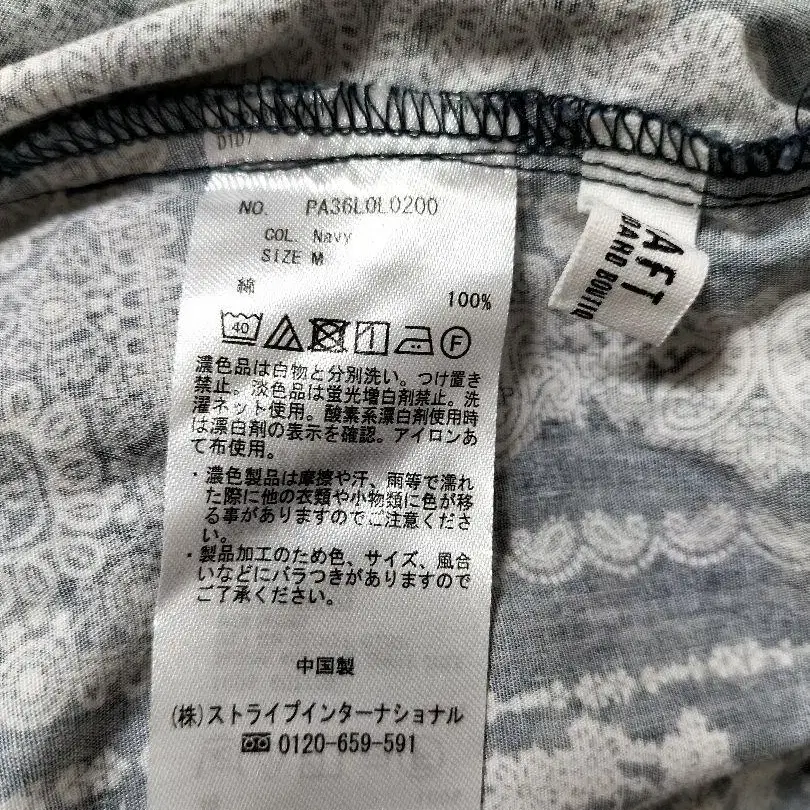 NO. PA36L0L0200
COL. Navy
SIZE M
綿 100%
40
F
濃色品は白物と分別洗い。つけ置き
禁止。淡色品は蛍光増白剤禁止。洗
濯ネット使用。酸素系漂白剤使用時
は漂白剤の表示を確認。アイロンあ
て布使用。
・濃色製品は摩擦や汗、雨等で濡れ
た際に他の衣類や小物類に色が移
る事がありますのでご注意くださ
い。
・製品加工のため色、サイズ、風合
いなどにバラつきがありますので
ご了承ください。
中国製
(株)ストライプインターナショナル
0120-659-591
AFT